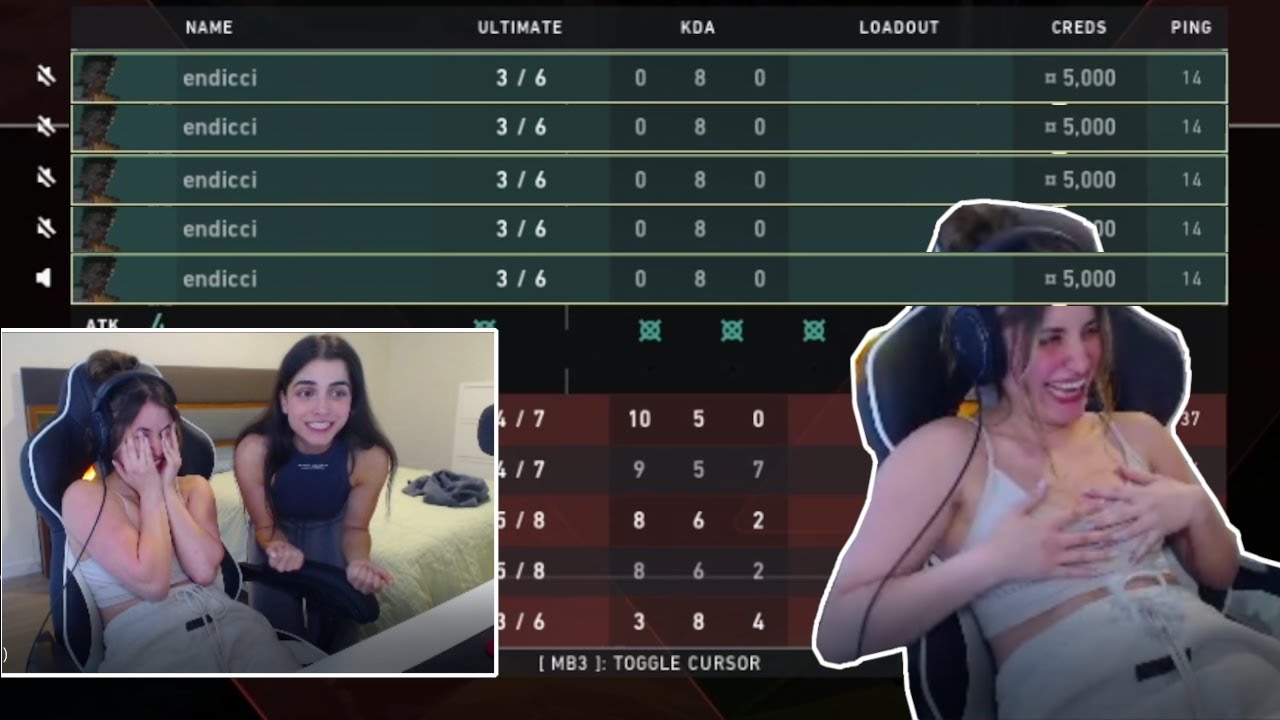 NAME ULTIMATE KDA LOADOUT CREDS PING
endicci 3 / 6 0 8 0 ¤ 5,000 14
endicci 3 / 6 0 8 0 ¤ 5,000 14
endicci 3 / 6 0 8 0 ¤ 5,000 14
endicci 3 / 6 0 8 0 00 14
endicci 3 / 6 0 8 0 ¤ 5,000 14
ATK
4 / 7 10 5 0 37
4 / 7 9 5 7
5 / 8 8 6 2
5 / 8 8 6 2
3 / 6 3 8 4
[ MB3 ]: TOGGLE CURSOR